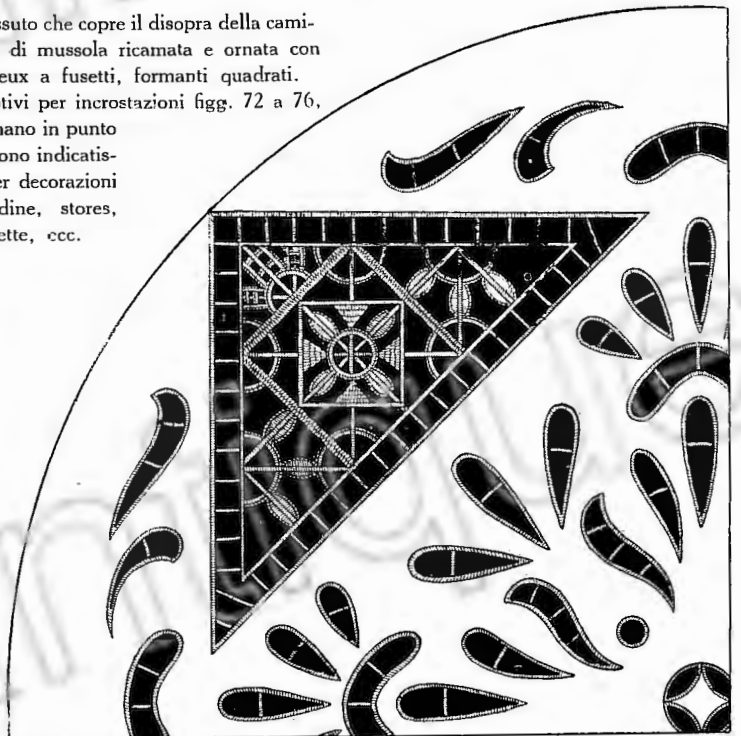 ssuto che copre il disopra della cami-
di mussola ricamata e ornata con
eux a fusetti, formanti quadrati.
tivi per incrostazioni figg. 72 a 76,
nano in punto
ono indicatis-
er decorazioni
dine, stores,
ette, ecc.